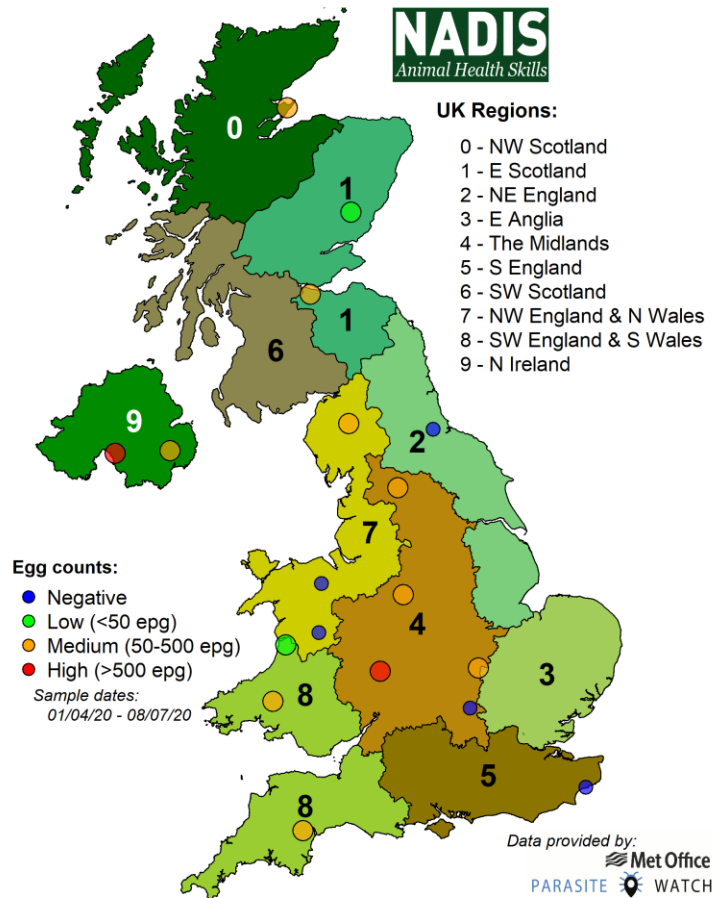 NADIS
Animal Health Skills
UK Regions:
0 - NW Scotland
1 - E Scotland
2 - NE England
3 - E Anglia
4 - The Midlands
5 - S England
6 - SW Scotland
7 - NW England & N Wales
8 - SW England & S Wales
9 - N Ireland
0
1
1
6
9
2
7
4
3
8
5
8
Egg counts:
Negative
Low (<50 epg)
Medium (50-500 epg)
High (>500 epg)
Sample dates:
01/04/20 - 08/07/20
Data provided by:
Met Office
PARASITE WATCH